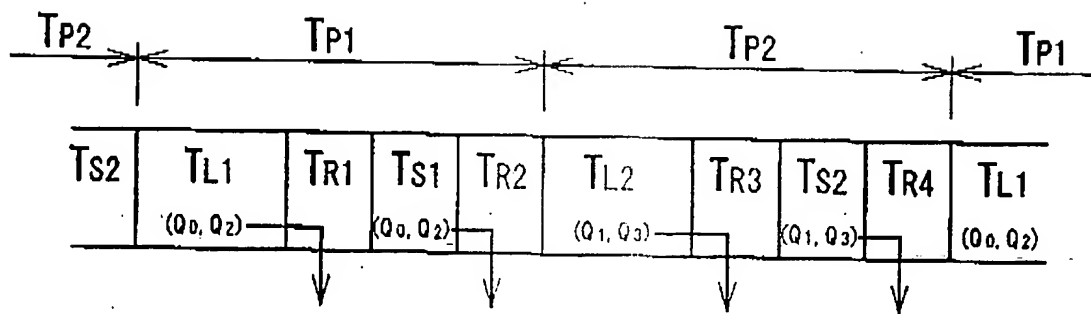 TP2 TP1 TP2 TP1
TS2 TL1 TR1 TS1 TR2 TL2 TR3 TS2 TR4 TL1
(Q0, Q2) (Q0, Q2) (Q1, Q3) (Q1, Q3) (Q0, Q2)